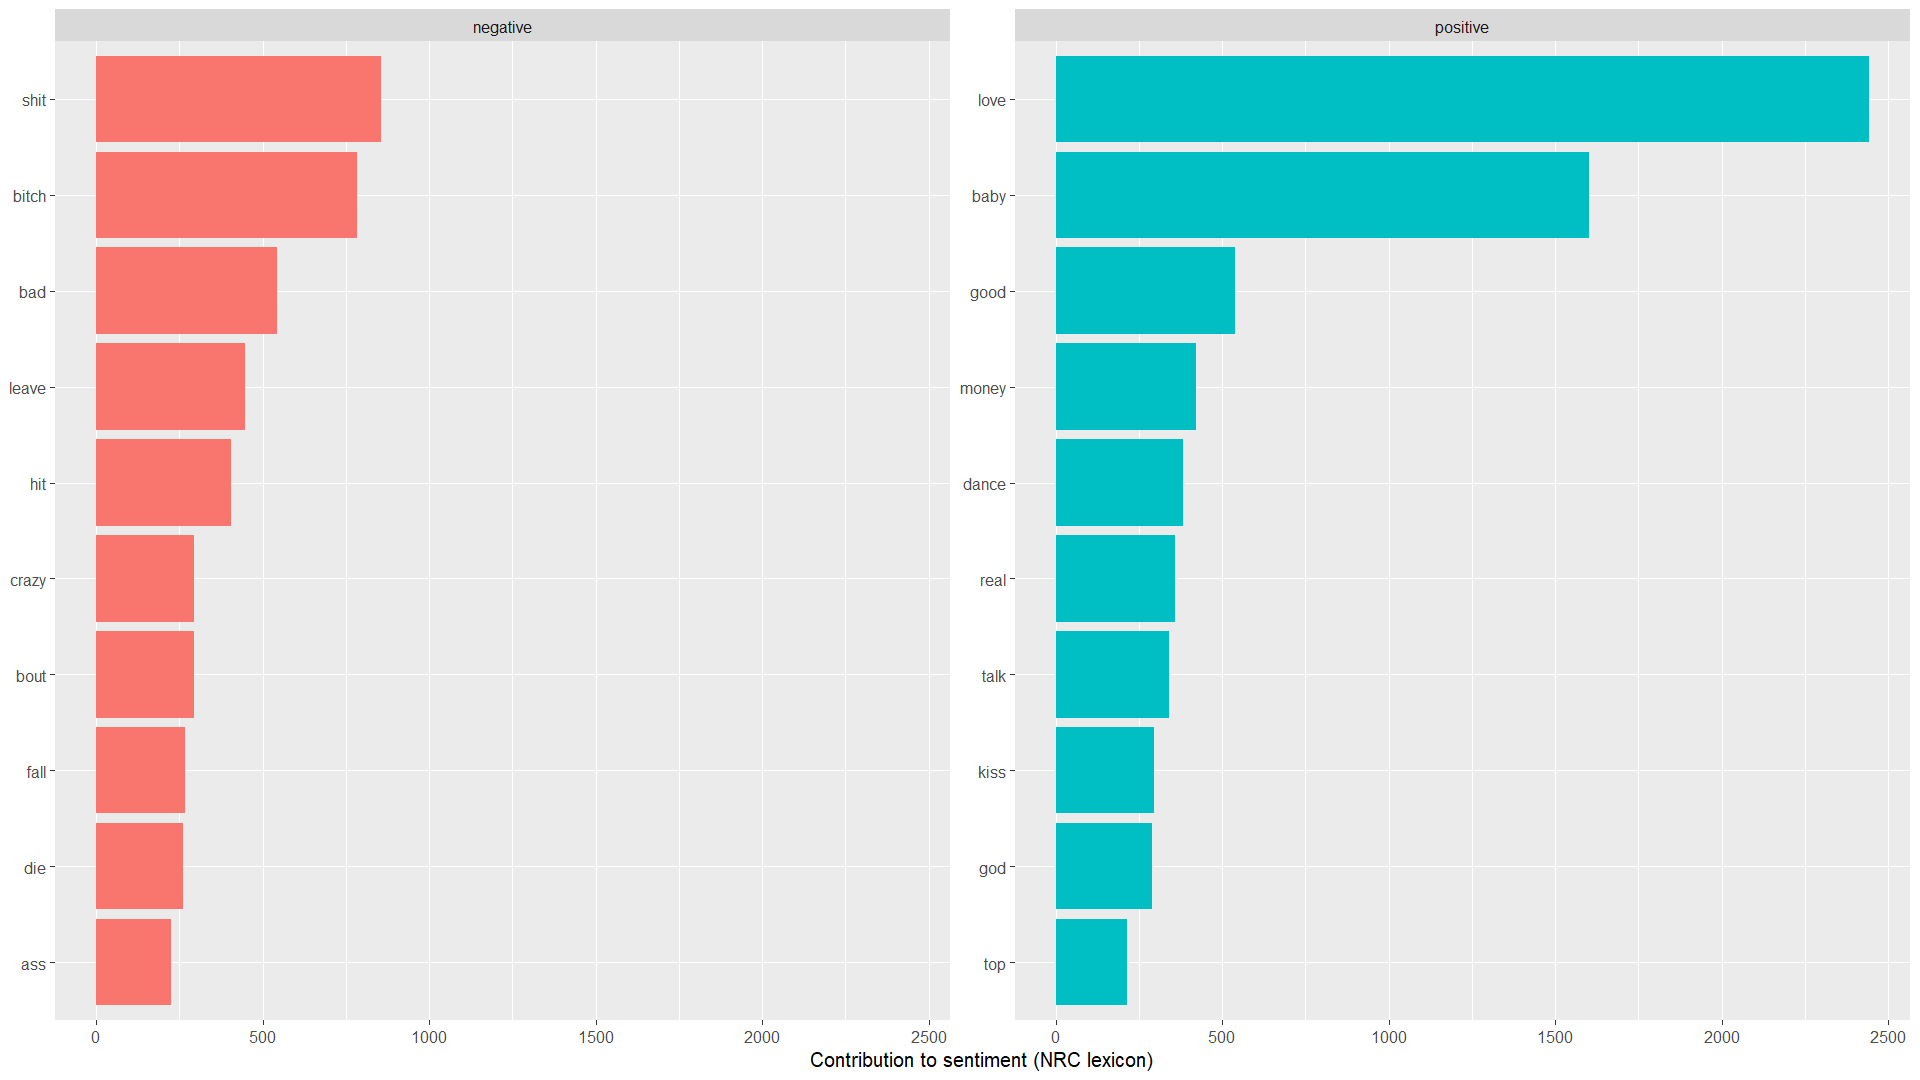 negative
shit
bitch
bad
leave
hit
crazy
bout
fall
die
ass
0 500 1000 1500 2000 2500
positive
love
baby
good
money
dance
real
talk
kiss
god
top
0 500 1000 1500 2000 2500
Contribution to sentiment (NRC lexicon)